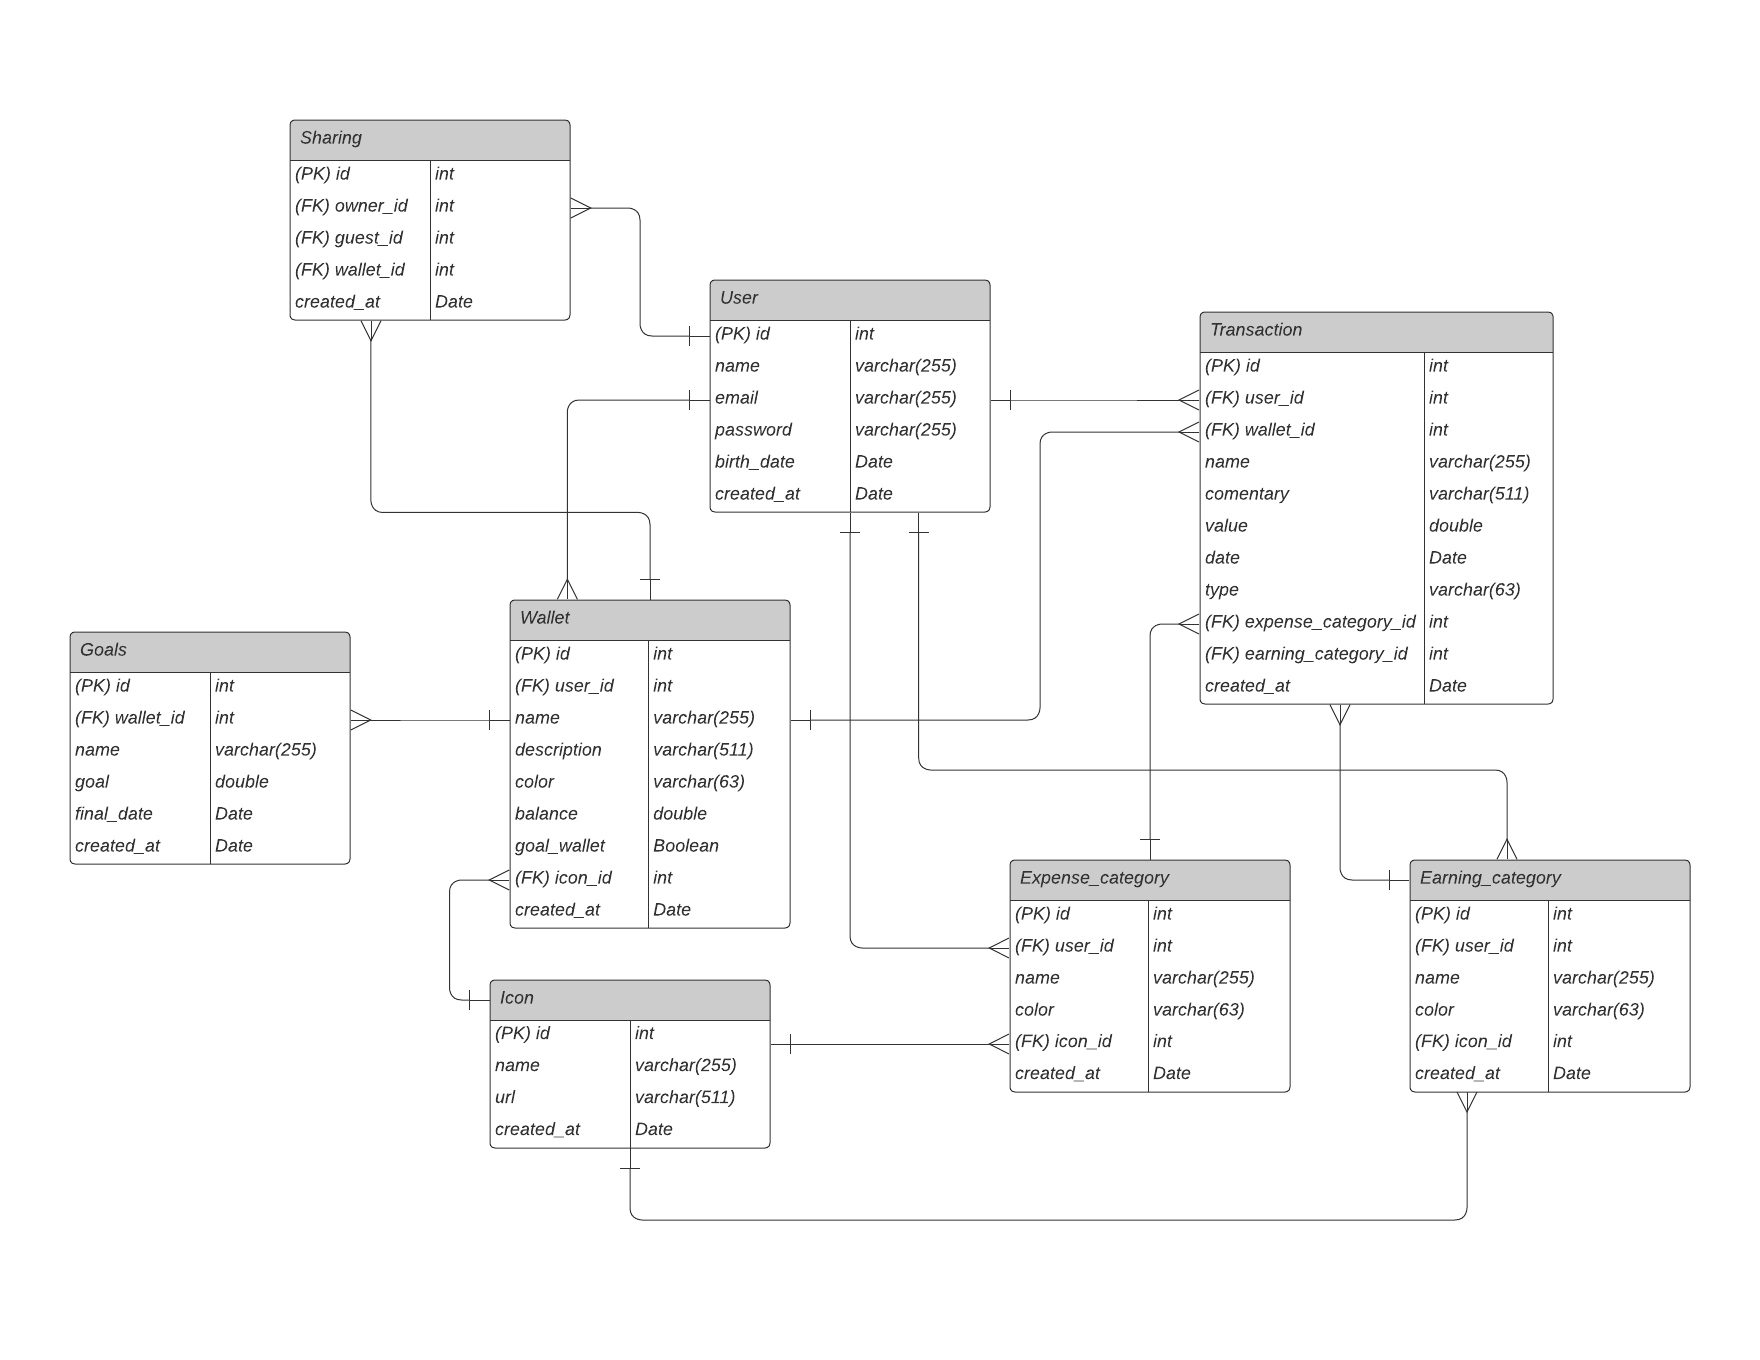 Sharing
(PK) id int
(FK) owner_id int
(FK) guest_id int
(FK) wallet_id int
created_at Date
User
(PK) id int
name varchar(255)
email varchar(255)
password varchar(255)
birth_date Date
created_at Date
Transaction
(PK) id int
(FK) user_id int
(FK) wallet_id int
name varchar(255)
comentary varchar(511)
value double
date Date
type varchar(63)
(FK) expense_category_id int
(FK) earning_category_id int
created_at Date
Goals
(PK) id int
(FK) wallet_id int
name varchar(255)
goal double
final_date Date
created_at Date
Wallet
(PK) id int
(FK) user_id int
name varchar(255)
description varchar(511)
color varchar(63)
balance double
goal_wallet Boolean
(FK) icon_id int
created_at Date
Expense_category
(PK) id int
(FK) user_id int
name varchar(255)
color varchar(63)
(FK) icon_id int
created_at Date
Earning_category
(PK) id int
(FK) user_id int
name varchar(255)
color varchar(63)
(FK) icon_id int
created_at Date
Icon
(PK) id int
name varchar(255)
url varchar(511)
created_at Date